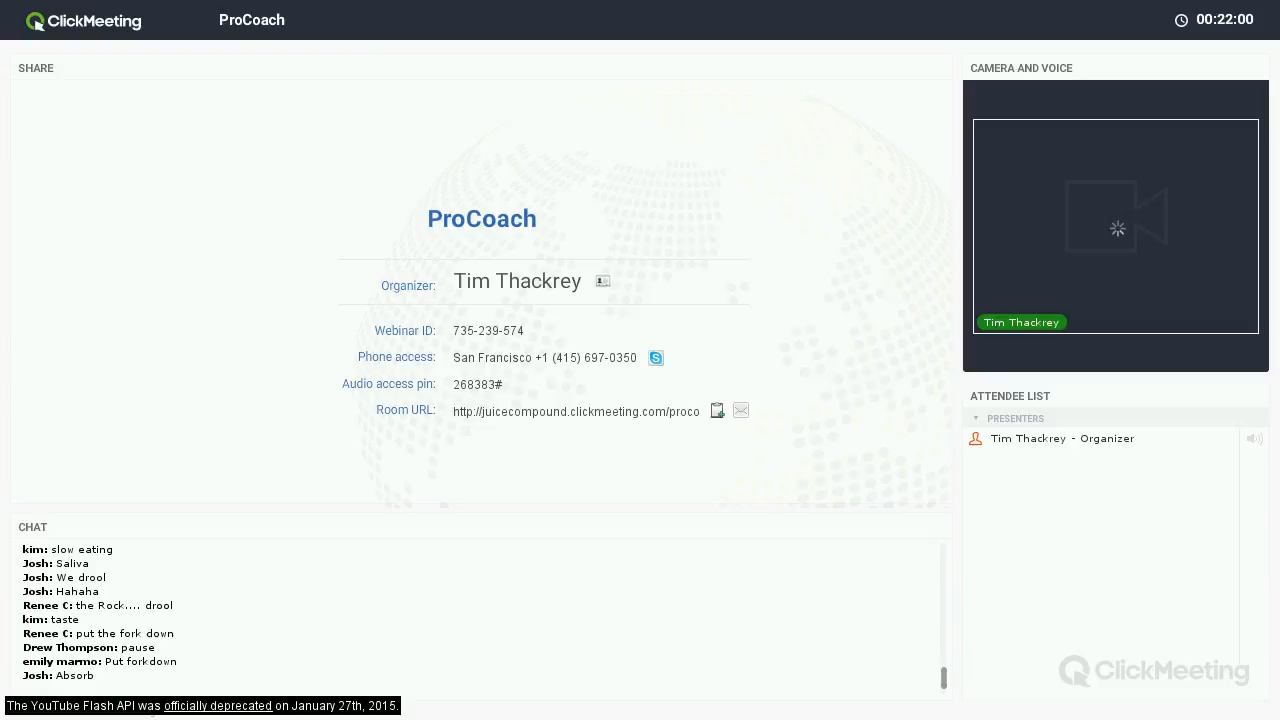 ClickMeeting
ProCoach
00:22:00
SHARE
ProCoach
Organizer: Tim Thackrey
Webinar ID: 735-239-574
Phone access: San Francisco +1 (415) 697-0350
Audio access pin: 268383#
Room URL: http://juicecompound.clickmeeting.com/proco
CAMERA AND VOICE
Tim Thackrey
ATTENDEE LIST
PRESENTERS
Tim Thackrey - Organizer
CHAT
kim: slow eating
Josh: Saliva
Josh: We drool
Josh: Hahaha
Renee C: the Rock.... drool
kim: taste
Renee C: put the fork down
Drew Thompson: pause
emily marmo: Put forkdown
Josh: Absorb
ClickMeeting
The YouTube Flash API was officially deprecated on January 27th, 2015.